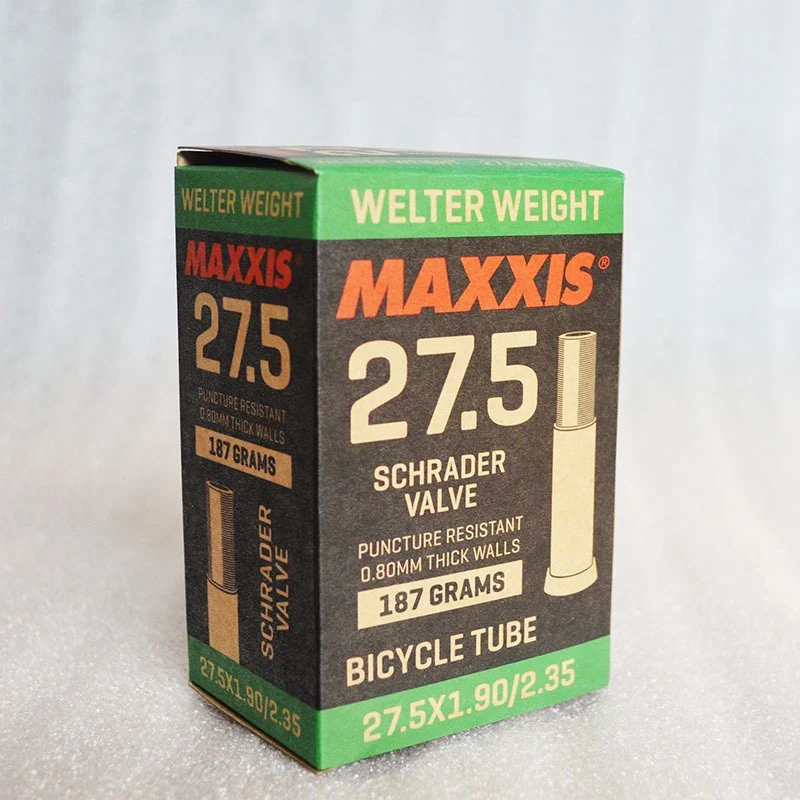 WELTER WEIGHT
MAXXIS
27.5
PUNCTURE RESISTANT
0.80MM THICK WALLS
187 GRAMS
SCHRADER
VALVE
27.5X1.90/2.35
WELTER WEIGHT
MAXXIS®
27.5
SCHRADER
VALVE
PUNCTURE RESISTANT
0.80MM THICK WALLS
187 GRAMS
BICYCLE TUBE
27.5X1.90/2.35